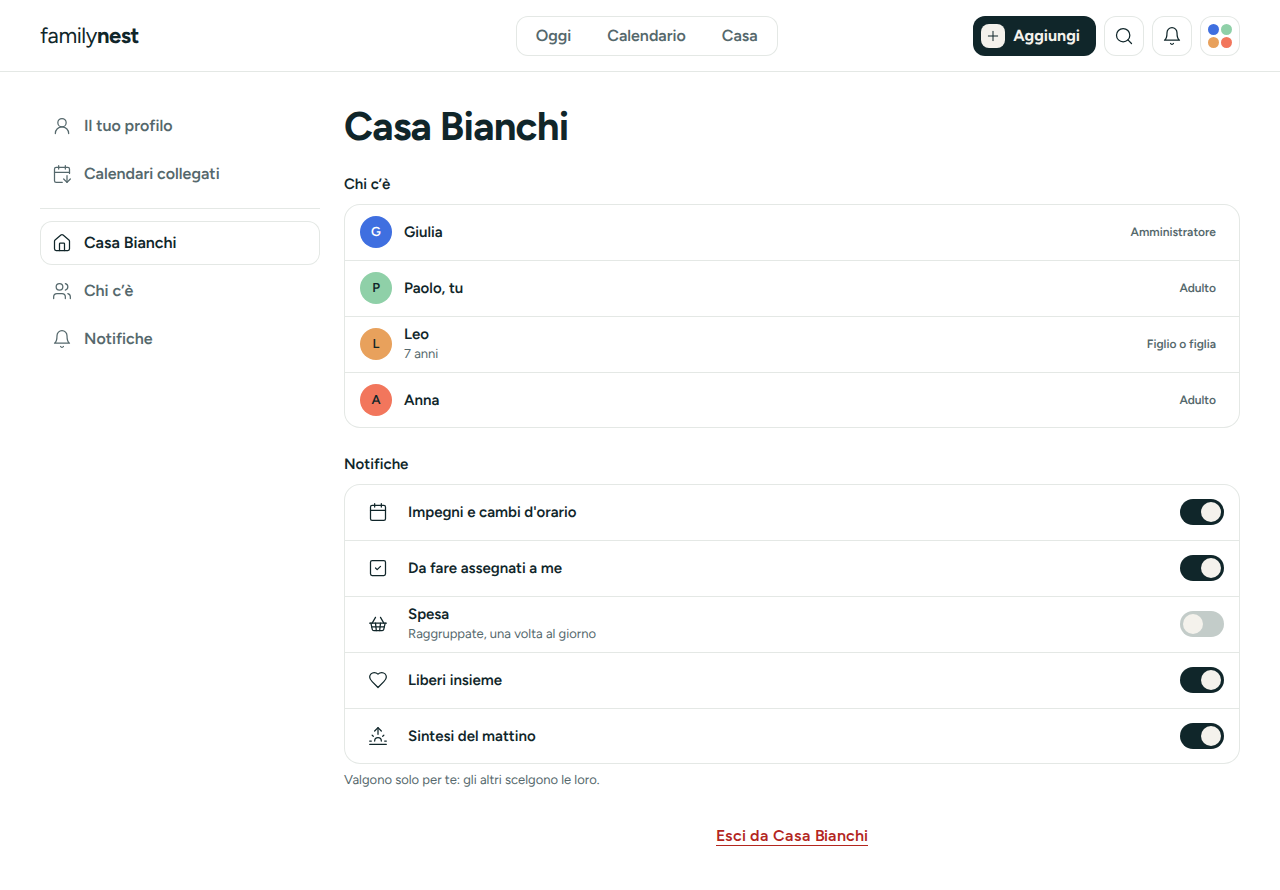 familynest
Oggi
Calendario
Casa
Aggiungi
Il tuo profilo
Calendari collegati
Casa Bianchi
Chi c’è
Notifiche
Casa Bianchi
Chi c’è
G
Giulia
Amministratore
P
Paolo, tu
Adulto
L
Leo
7 anni
Figlio o figlia
A
Anna
Adulto
Notifiche
Impegni e cambi d'orario
Da fare assegnati a me
Spesa
Raggruppate, una volta al giorno
Liberi insieme
Sintesi del mattino
Valgono solo per te: gli altri scelgono le loro.
Esci da Casa Bianchi